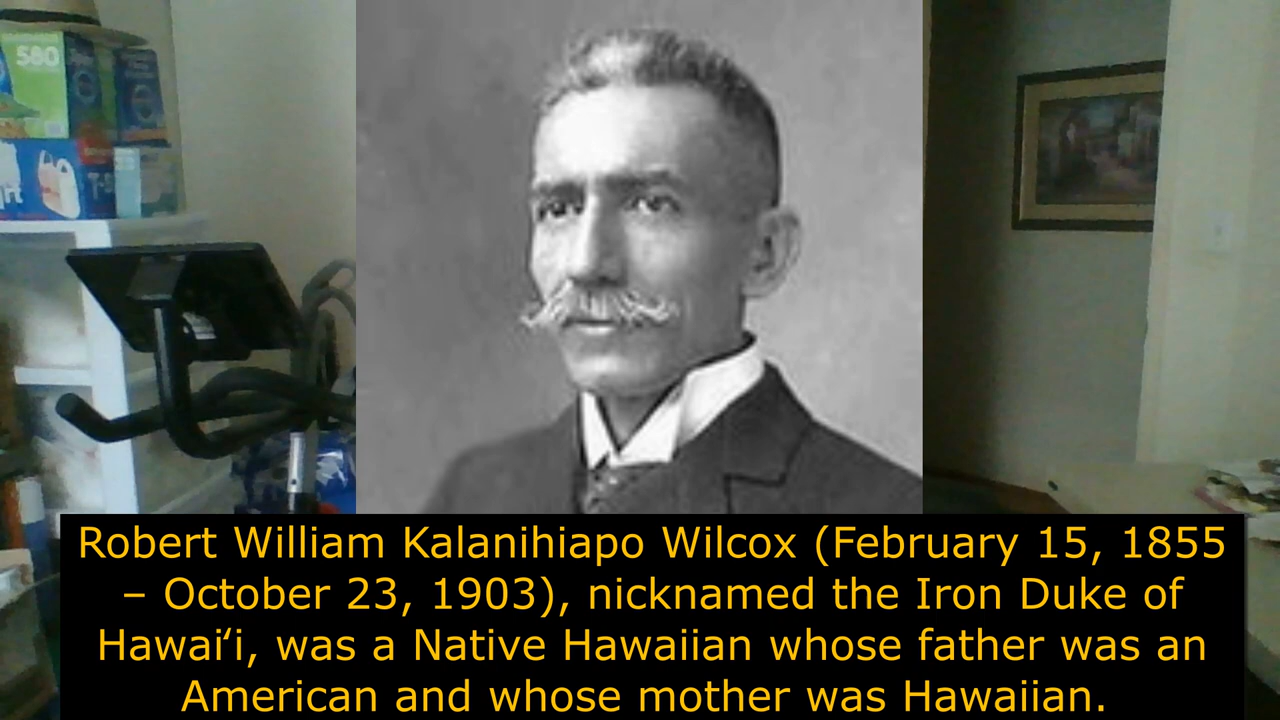 580
T-S
Robert William Kalanihiapo Wilcox (February 15, 1855
– October 23, 1903), nicknamed the Iron Duke of
Hawaiʻi, was a Native Hawaiian whose father was an
American and whose mother was Hawaiian.